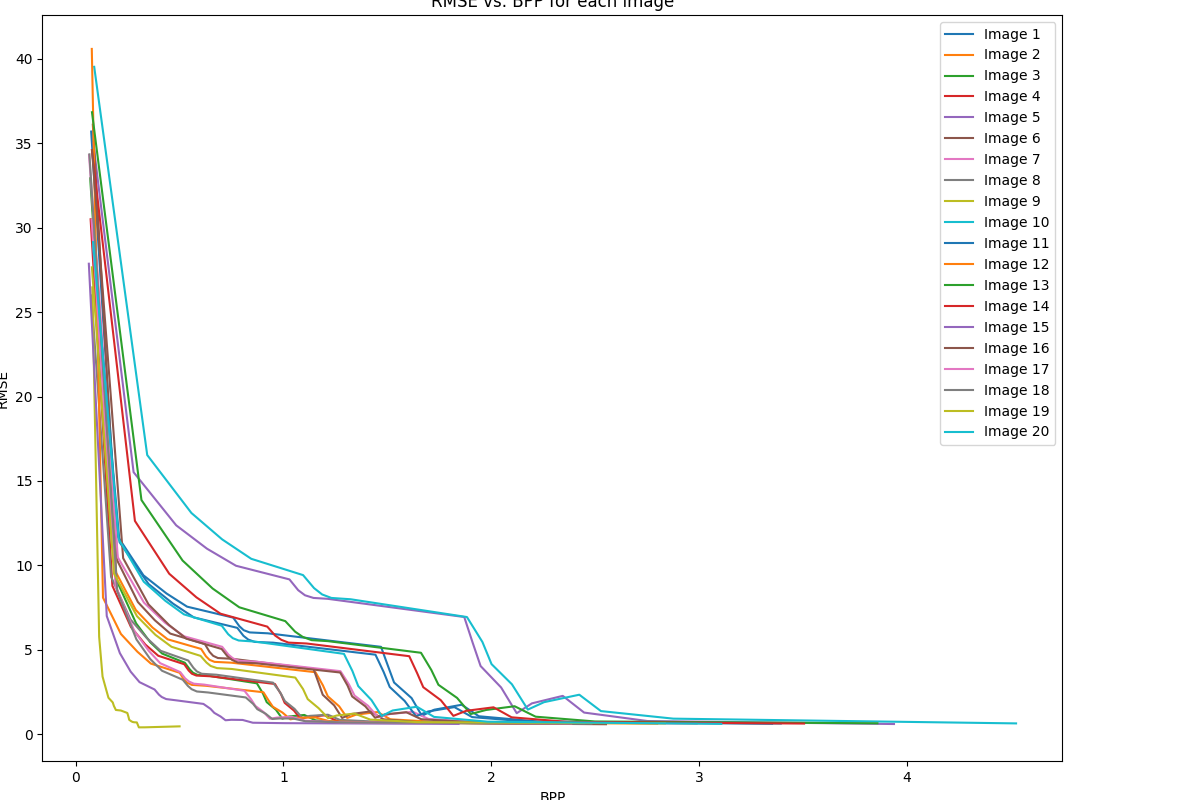 RMSE vs. BPP for each image
40
35
30
25
20
15
10
5
0
RMSE
0 1 2 3 4
BPP
Image 1
Image 2
Image 3
Image 4
Image 5
Image 6
Image 7
Image 8
Image 9
Image 10
Image 11
Image 12
Image 13
Image 14
Image 15
Image 16
Image 17
Image 18
Image 19
Image 20